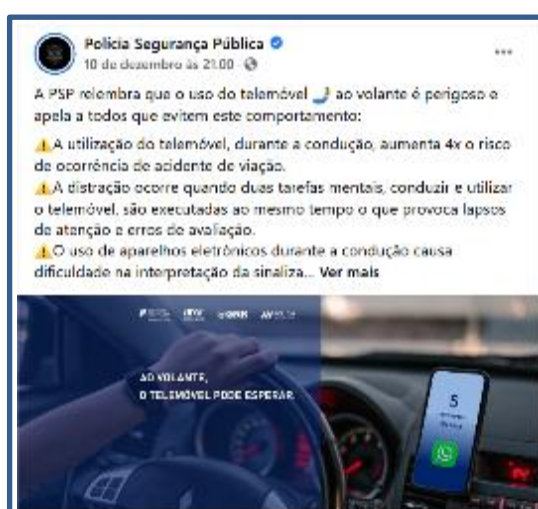 Polícia Segurança Pública
10 de dezembro às 21:00
A PSP relembra que o uso do telemóvel 🤳 ao volante é perigoso e
apela a todos que evitem este comportamento:
⚠️A utilização do telemóvel, durante a condução, aumenta 4x o risco
de ocorrência de acidente de viação.
⚠️A distração ocorre quando duas tarefas mentais, conduzir e utilizar
o telemóvel, são executadas ao mesmo tempo o que provoca lapsos
de atenção e erros de avaliação.
⚠️O uso de aparelhos eletrónicos durante a condução causa
dificuldade na interpretação da sinaliza... Ver mais
GNR
AO VOLANTE,
O TELEMÓVEL PODE ESPERAR.
5